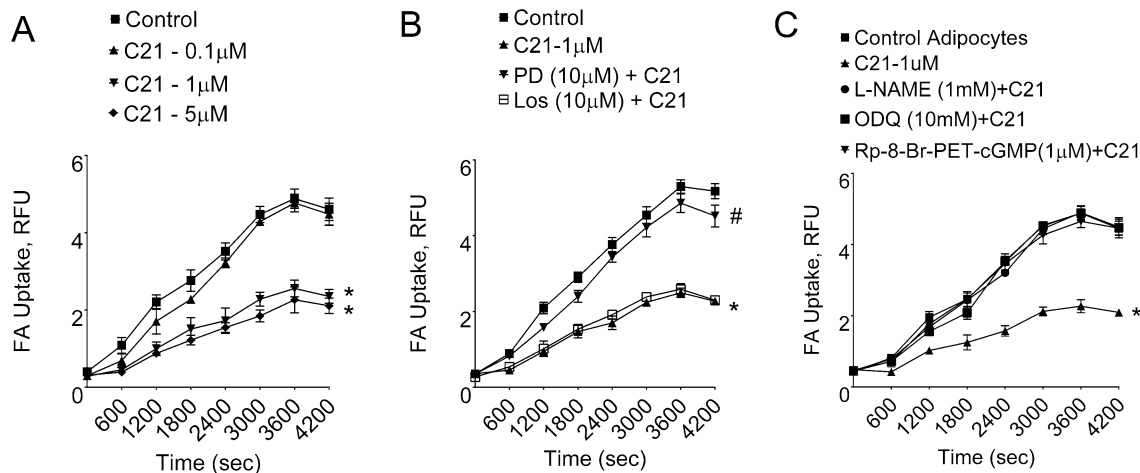 A
Control
C21 - 0.1μM
C21 - 1μM
C21 - 5μM
FA Uptake, RFU
6
4
2
0
*
*
600
1200
1800
2400
3000
3600
4200
Time (sec)
B
Control
C21-1μM
PD (10μM) + C21
Los (10μM) + C21
FA Uptake, RFU
6
4
2
0
#
*
600
1200
1800
2400
3000
3600
4200
Time (sec)
C
Control Adipocytes
C21-1uM
L-NAME (1mM)+C21
ODQ (10mM)+C21
Rp-8-Br-PET-cGMP(1μM)+C21
FA Uptake, RFU
6
4
2
0
*
600
1200
1800
2400
3000
3600
4200
Time (sec)